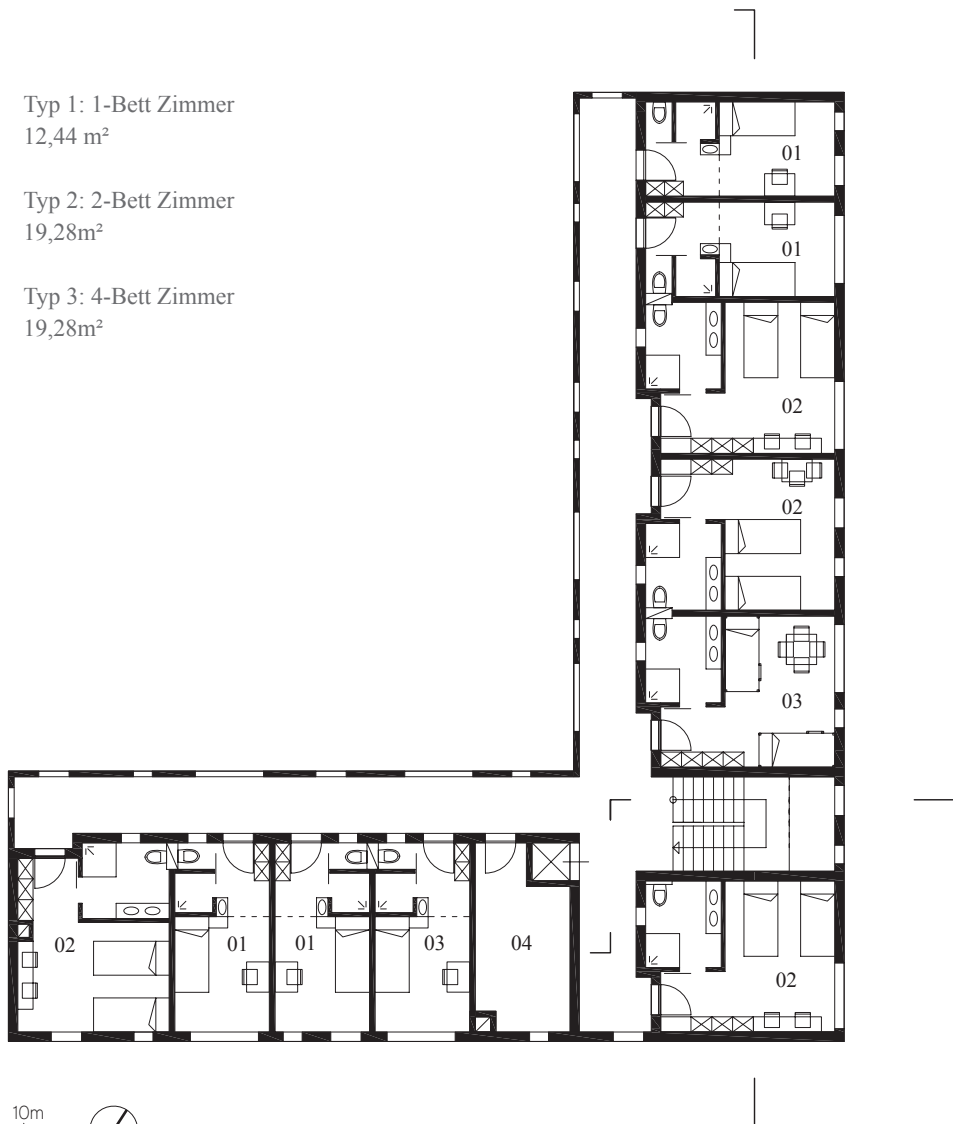 Typ 1: 1-Bett Zimmer
12,44 m²
Typ 2: 2-Bett Zimmer
19,28m²
Typ 3: 4-Bett Zimmer
19,28m²
01
01
02
02
03
02
01
01
03
04
02
10m